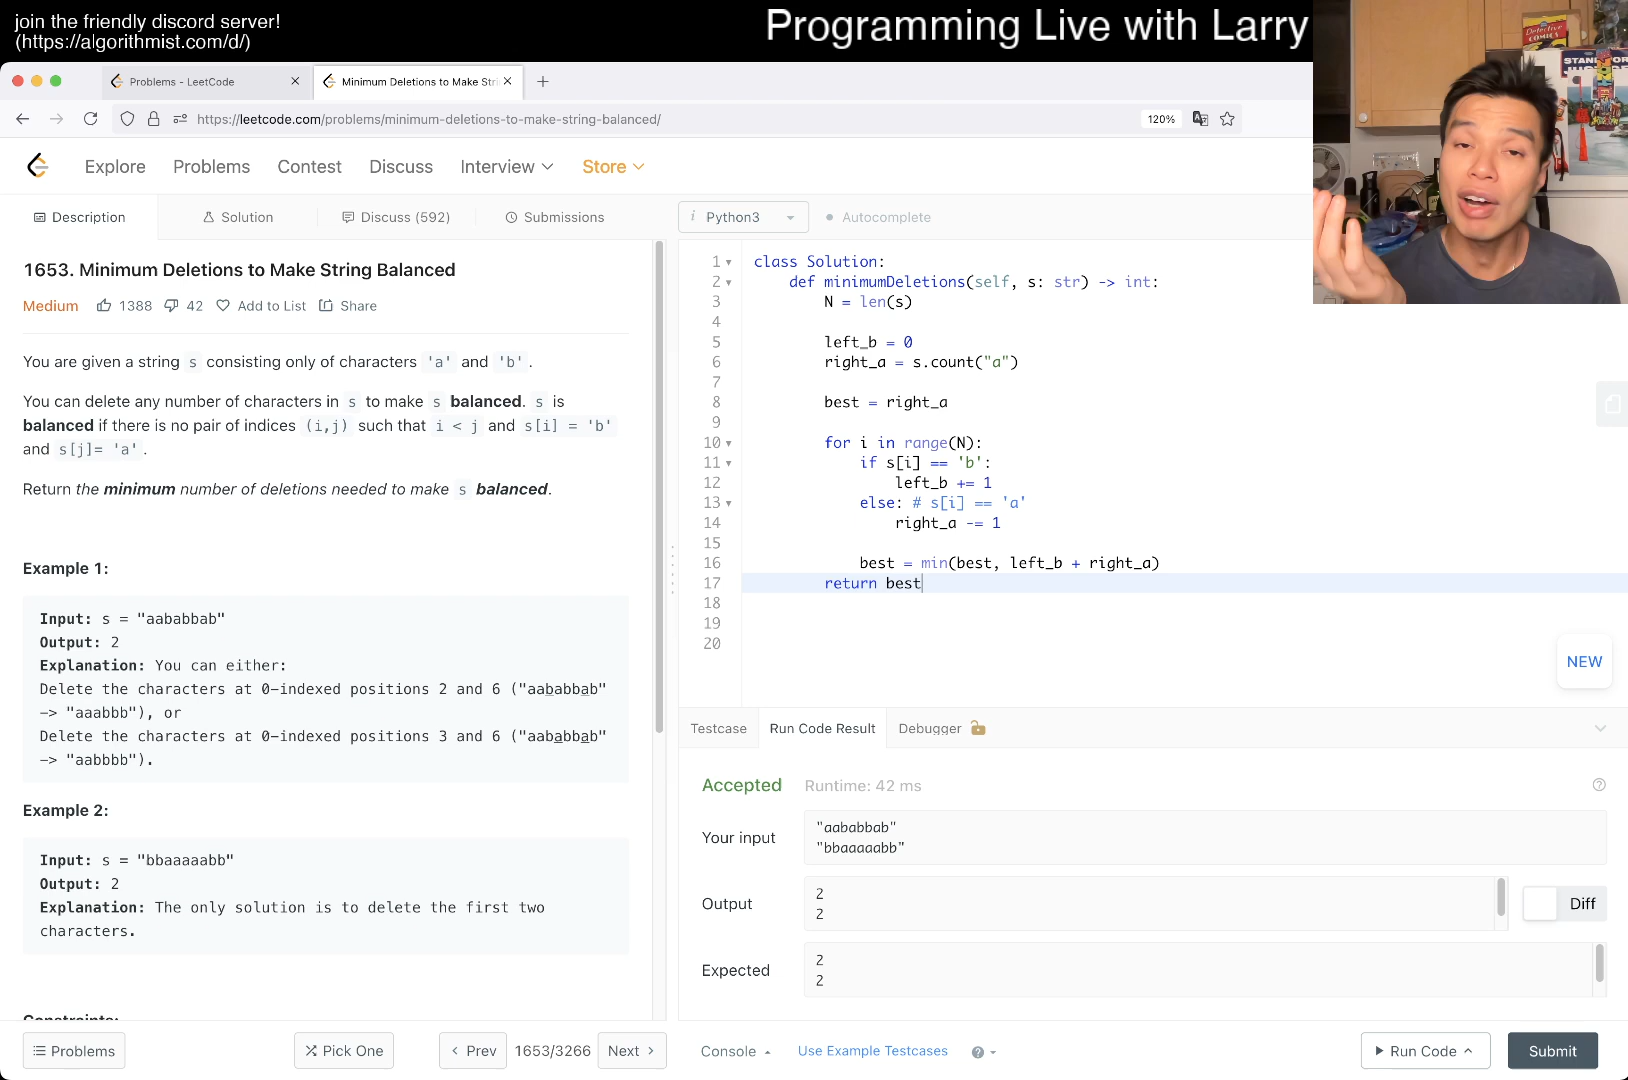 join the friendly discord server!
(https://algorithmist.com/d/)
Programming Live with Larry
Problems - LeetCode
Minimum Deletions to Make Stri
https://leetcode.com/problems/minimum-deletions-to-make-string-balanced/
120%
Explore
Problems
Contest
Discuss
Interview
Store
Description
Solution
Discuss (592)
Submissions
i Python3
Autocomplete
1653. Minimum Deletions to Make String Balanced
Medium
1388
42
Add to List
Share
You are given a string s consisting only of characters 'a' and 'b'.
You can delete any number of characters in s to make s balanced. s is
balanced if there is no pair of indices (i,j) such that i < j and s[i] = 'b'
and s[j]= 'a'.
Return the minimum number of deletions needed to make s balanced.
Example 1:
Input: s = "aababbab"
Output: 2
Explanation: You can either:
Delete the characters at 0-indexed positions 2 and 6 ("aababbab"
-> "aaabbb"), or
Delete the characters at 0-indexed positions 3 and 6 ("aababbab"
-> "aabbbb").
Example 2:
Input: s = "bbaaaaabb"
Output: 2
Explanation: The only solution is to delete the first two
characters.
Constraints:
1 class Solution:
2 def minimumDeletions(self, s: str) -> int:
3 N = len(s)
4
5 left_b = 0
6 right_a = s.count("a")
7
8 best = right_a
9
10 for i in range(N):
11 if s[i] == 'b':
12 left_b += 1
13 else: # s[i] == 'a'
14 right_a -= 1
15
16 best = min(best, left_b + right_a)
17 return best
18
19
20
NEW
Testcase
Run Code Result
Debugger
Accepted
Runtime: 42 ms
Your input
"aababbab"
"bbaaaaabb"
Output
2
2
Diff
Expected
2
2
Problems
Pick One
Prev
1653/3266
Next
Console
Use Example Testcases
Run Code
Submit